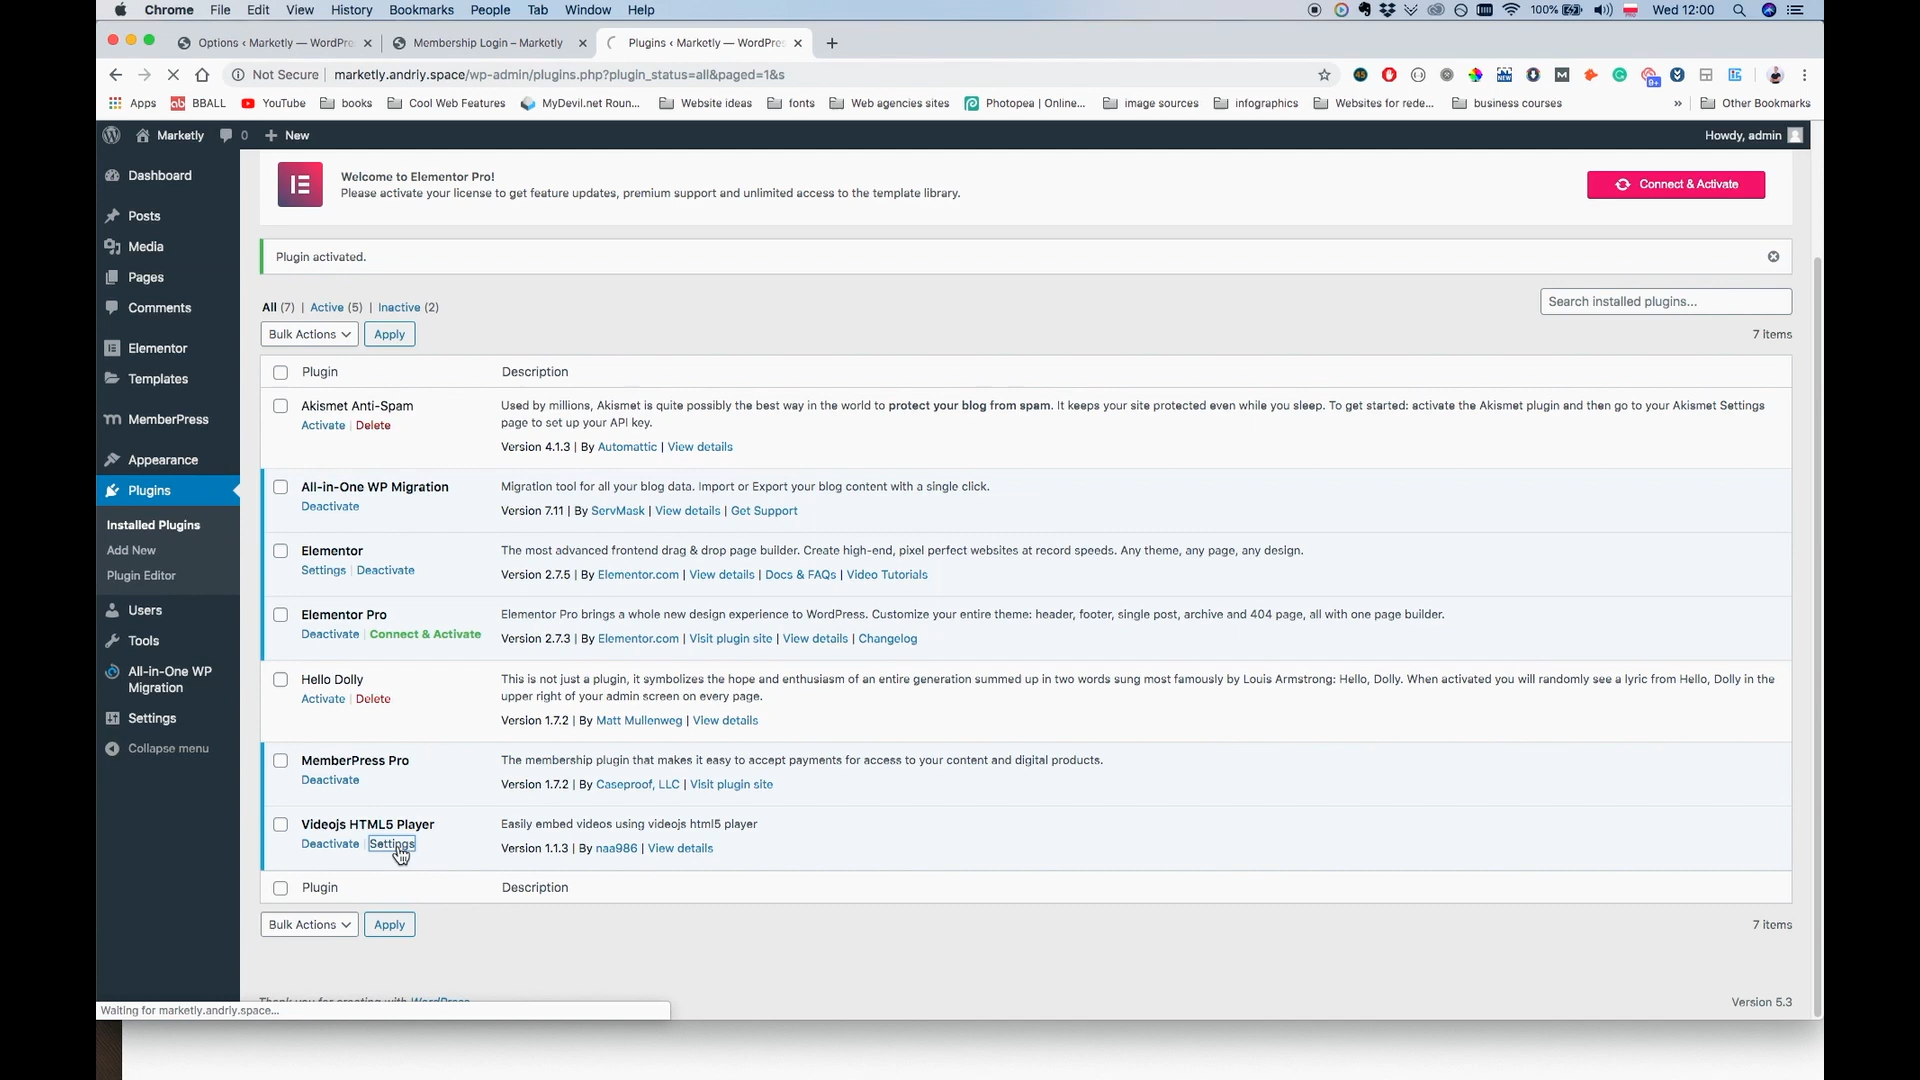 Chrome File Edit View History Bookmarks People Tab Window Help 100% Wed 12:00
Options ‹ Marketly — WordPre Membership Login – Marketly Plugins ‹ Marketly — WordPres
Not Secure | marketly.andrly.space/wp-admin/plugins.php?plugin_status=all&paged=1&s
Apps BBALL YouTube books Cool Web Features MyDevil.net Roun... Website ideas fonts Web agencies sites Photopea | Online... image sources infographics Websites for rede... business courses » Other Bookmarks
Marketly 0 + New Howdy, admin
Dashboard
Posts
Media
Pages
Comments
Elementor
Templates
MemberPress
Appearance
Plugins
Installed Plugins
Add New
Plugin Editor
Users
Tools
All-in-One WP
Migration
Settings
Collapse menu
Welcome to Elementor Pro!
Please activate your license to get feature updates, premium support and unlimited access to the template library.
Connect & Activate
Plugin activated.
All (7) | Active (5) | Inactive (2)
Search installed plugins...
Bulk Actions Apply 7 items
Plugin Description
Akismet Anti-Spam
Activate | Delete
Used by millions, Akismet is quite possibly the best way in the world to protect your blog from spam. It keeps your site protected even while you sleep. To get started: activate the Akismet plugin and then go to your Akismet Settings
page to set up your API key.
Version 4.1.3 | By Automattic | View details
All-in-One WP Migration
Deactivate
Migration tool for all your blog data. Import or Export your blog content with a single click.
Version 7.11 | By ServMask | View details | Get Support
Elementor
Settings | Deactivate
The most advanced frontend drag & drop page builder. Create high-end, pixel perfect websites at record speeds. Any theme, any page, any design.
Version 2.7.5 | By Elementor.com | View details | Docs & FAQs | Video Tutorials
Elementor Pro
Deactivate | Connect & Activate
Elementor Pro brings a whole new design experience to WordPress. Customize your entire theme: header, footer, single post, archive and 404 page, all with one page builder.
Version 2.7.3 | By Elementor.com | Visit plugin site | View details | Changelog
Hello Dolly
Activate | Delete
This is not just a plugin, it symbolizes the hope and enthusiasm of an entire generation summed up in two words sung most famously by Louis Armstrong: Hello, Dolly. When activated you will randomly see a lyric from Hello, Dolly in the
upper right of your admin screen on every page.
Version 1.7.2 | By Matt Mullenweg | View details
MemberPress Pro
Deactivate
The membership plugin that makes it easy to accept payments for access to your content and digital products.
Version 1.7.2 | By Caseproof, LLC | Visit plugin site
Videojs HTML5 Player
Deactivate | Settings
Easily embed videos using videojs html5 player
Version 1.1.3 | By naa986 | View details
Plugin Description
Bulk Actions Apply 7 items
Thank you for creating with WordPress Version 5.3
Waiting for marketly.andrly.space...